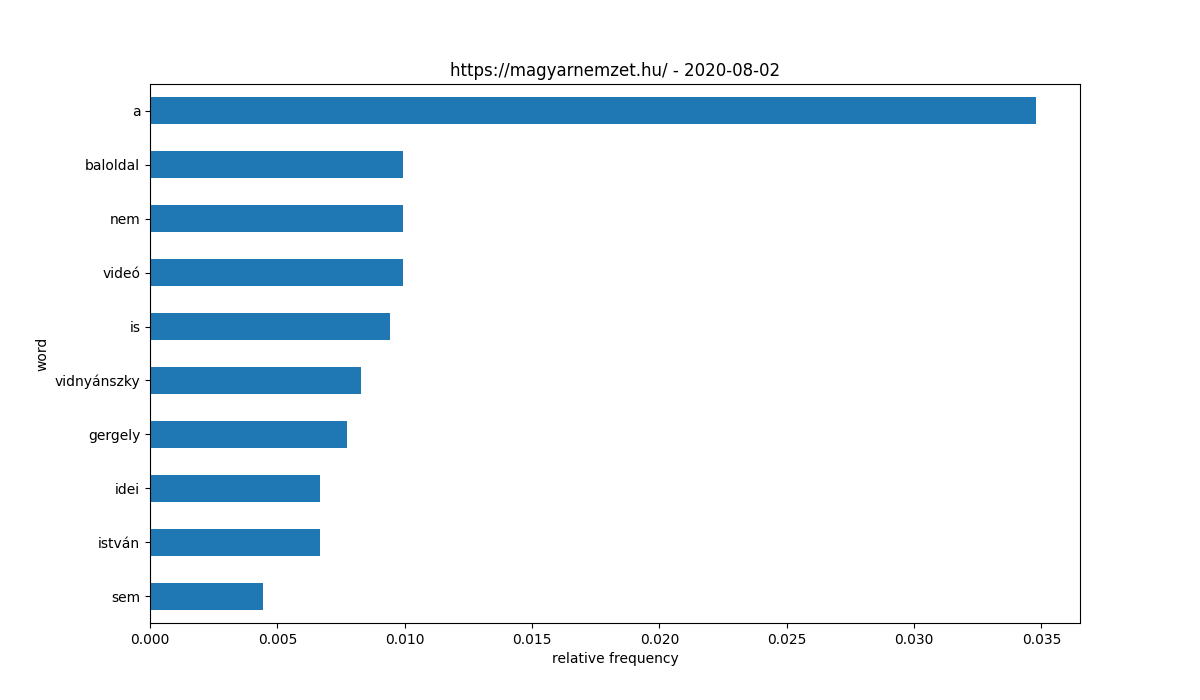 https://magyarnemzet.hu/ - 2020-08-02
a
baloldal
nem
videó
is
vidnyánszky
gergely
idei
istván
sem
word
0.000 0.005 0.010 0.015 0.020 0.025 0.030 0.035
relative frequency